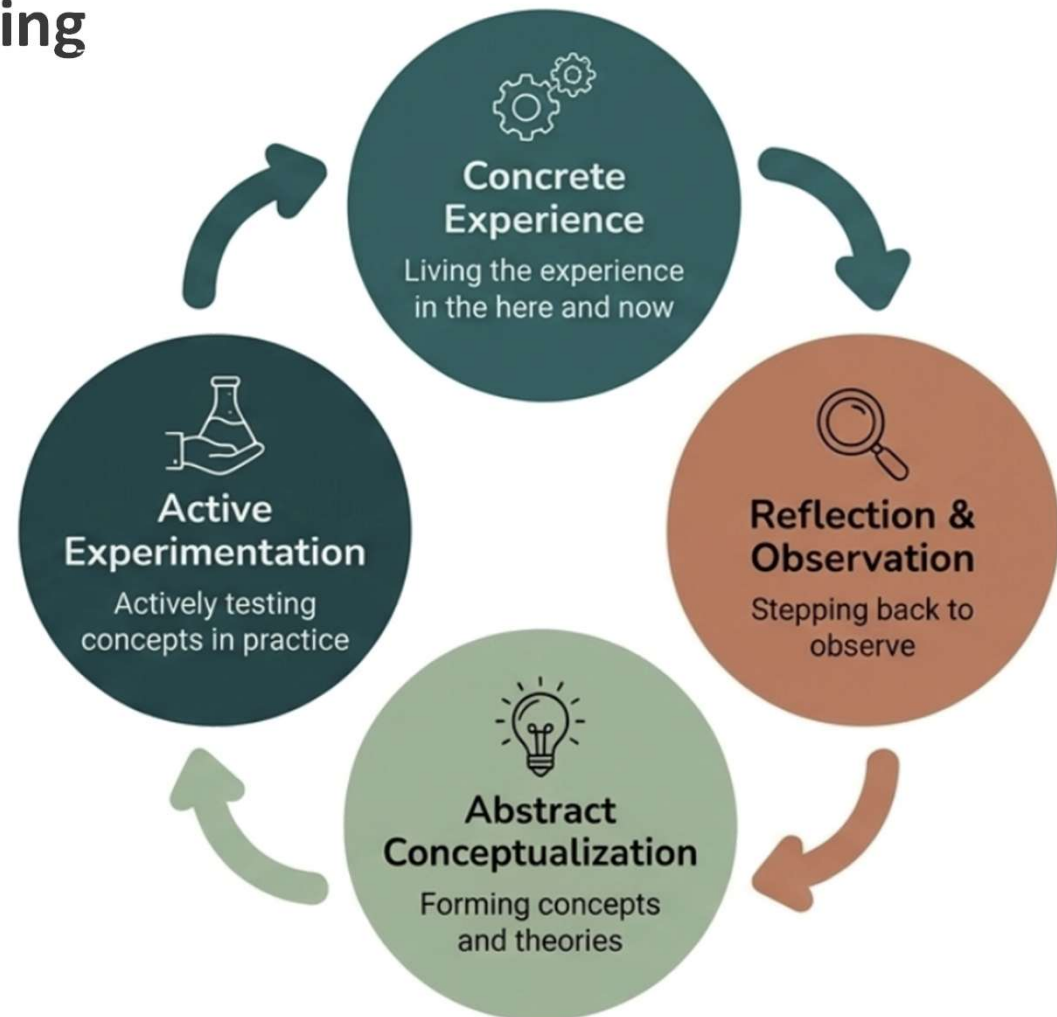 ing
Concrete
Experience
Living the experience
in the here and now
Reflection &
Observation
Stepping back to
observe
Abstract
Conceptualization
Forming concepts
and theories
Active
Experimentation
Actively testing
concepts in practice